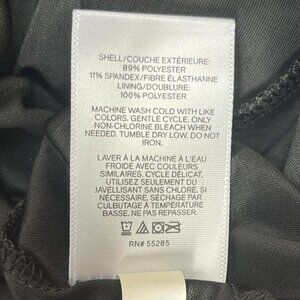 SHELL/COUCHE EXTÉRIEURE:
89% POLYESTER
11% SPANDEX/FIBRE ÉLASTHANNE
LINING/DOUBLURE:
100% POLYESTER
MACHINE WASH COLD WITH LIKE
COLORS. GENTLE CYCLE. ONLY
NON-CHLORINE BLEACH WHEN
NEEDED. TUMBLE DRY LOW. DO NOT
IRON.
LAVER À LA MACHINE À L'EAU
FROIDE AVEC COULEURS
SIMILAIRES. CYCLE DÉLICAT.
UTILISEZ SEULEMENT DU
JAVELLISANT SANS CHLORE, SI
NÉCESSAIRE. SÉCHAGE PAR
CULBUTAGE À TEMPÉRATURE
BASSE. NE PAS REPASSER.
RN# 55285